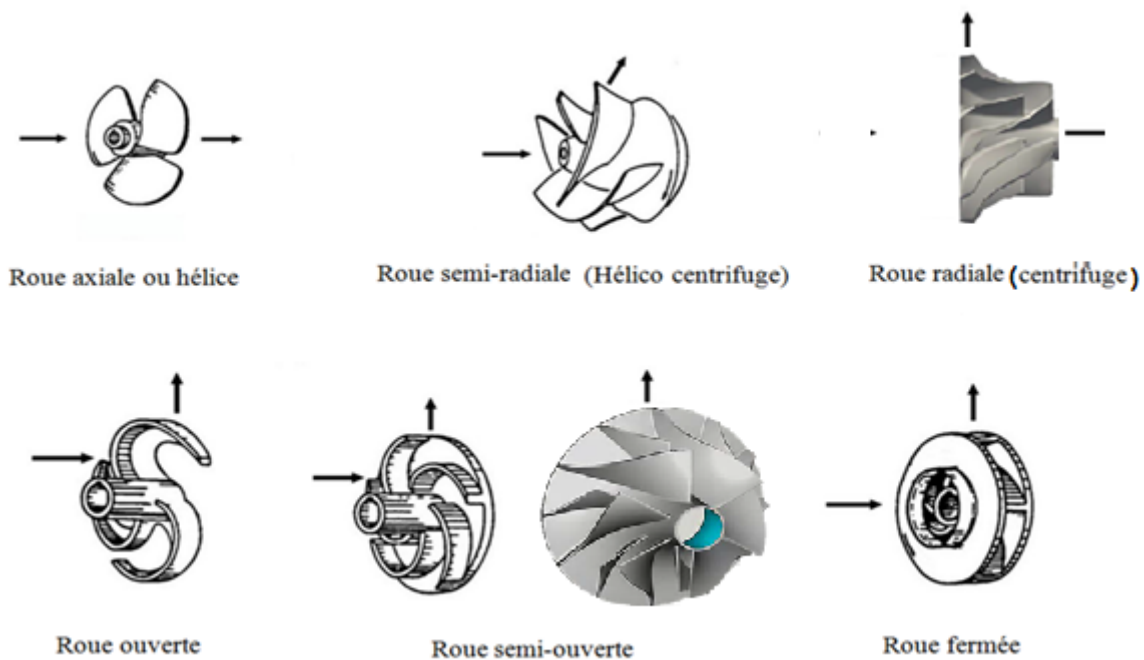 Roue axiale ou hélice
Roue semi-radiale (Hélico centrifuge)
Roue radiale (centrifuge)
Roue ouverte
Roue semi-ouverte
Roue fermée